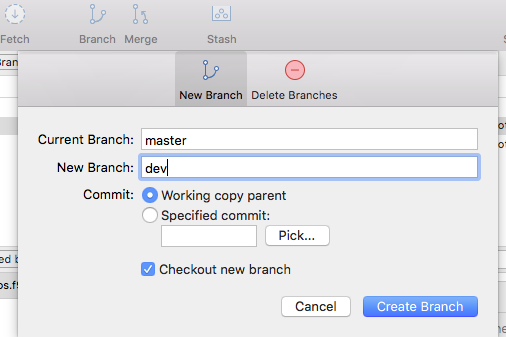 Fetch Branch Merge Stash
New Branch Delete Branches
Current Branch: master
New Branch: dev
Commit: Working copy parent
Specified commit:
Pick...
Checkout new branch
Cancel Create Branch